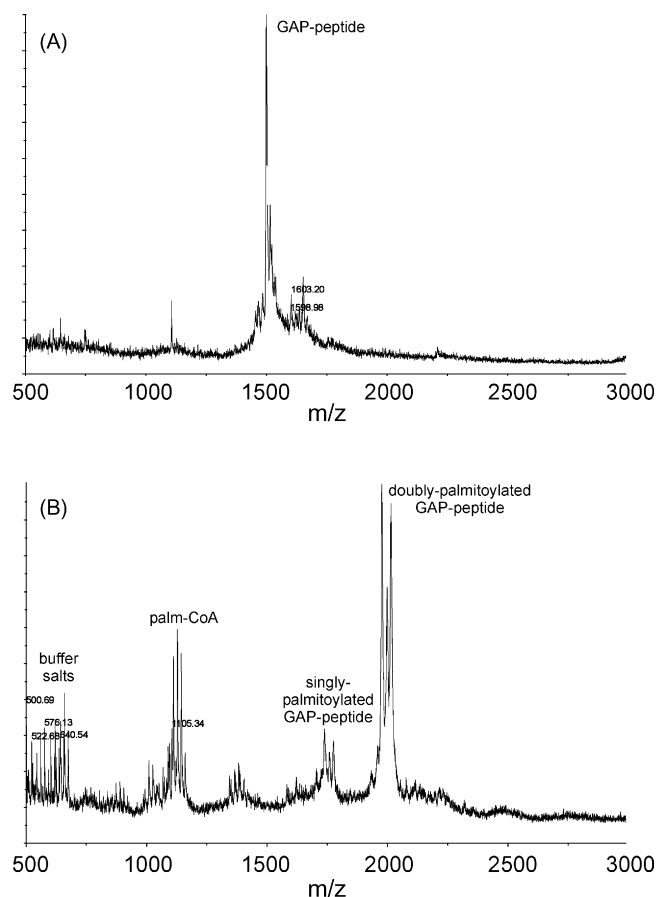 (A)
GAP-peptide
1603.20
1598.98
500
1000
1500
2000
2500
3000
m/z
(B)
doubly-palmitoylated
GAP-peptide
palm-CoA
buffer
salts
singly-
palmitoylated
GAP-peptide
500.69
576.13
1105.34
522.68
640.54
500
1000
1500
2000
2500
3000
m/z